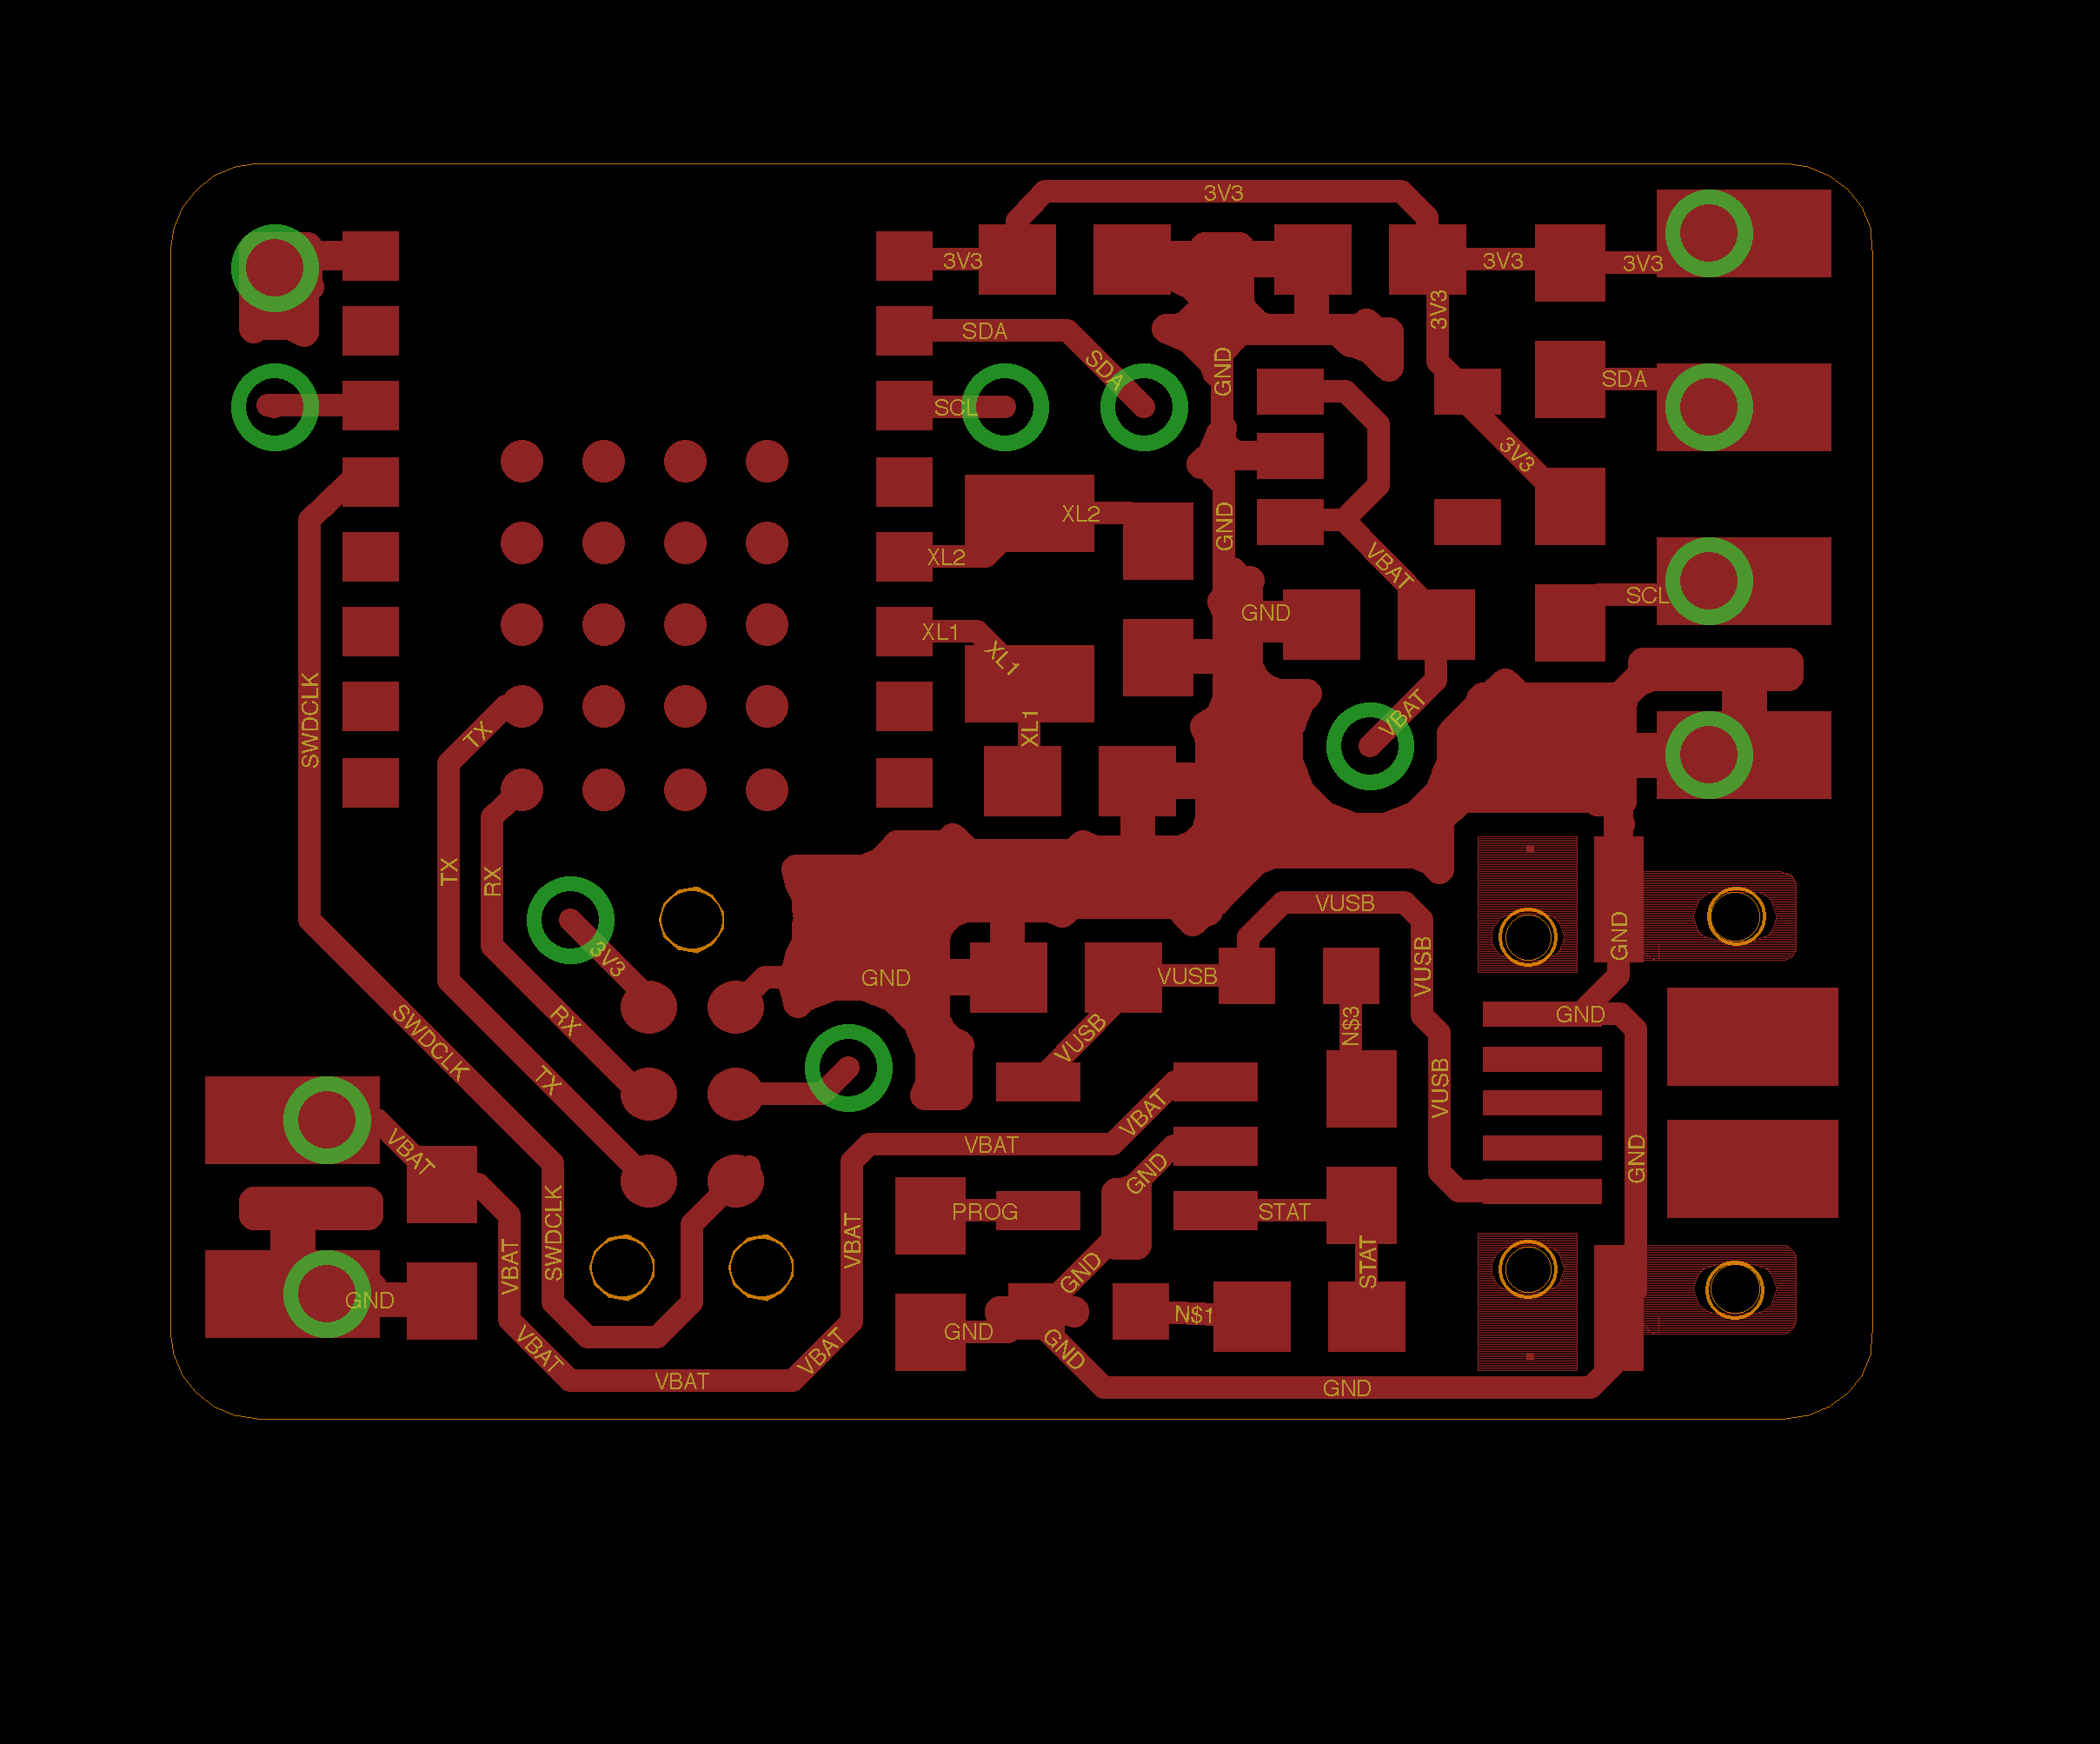 3V3
3V3
3V3
3V3
3V3
SDA
SDA
GND
SDA
SCL
3V3
XL2
GND
XL2
VBAT
SCL
GND
XL1
XL1
SWDCLK
XL1
VBAT
TX
TX
RX
VUSB
GND
3V3
VUSB
GND
VUSB
RX
GND
N$3
VUSB
SWDCLK
TX
VUSB
VBAT
VBAT
VBAT
GND
GND
PROG
STAT
SWDCLK
VBAT
VBAT
GND
STAT
GND
N$1
GND
VBAT
VBAT
GND
VBAT
GND